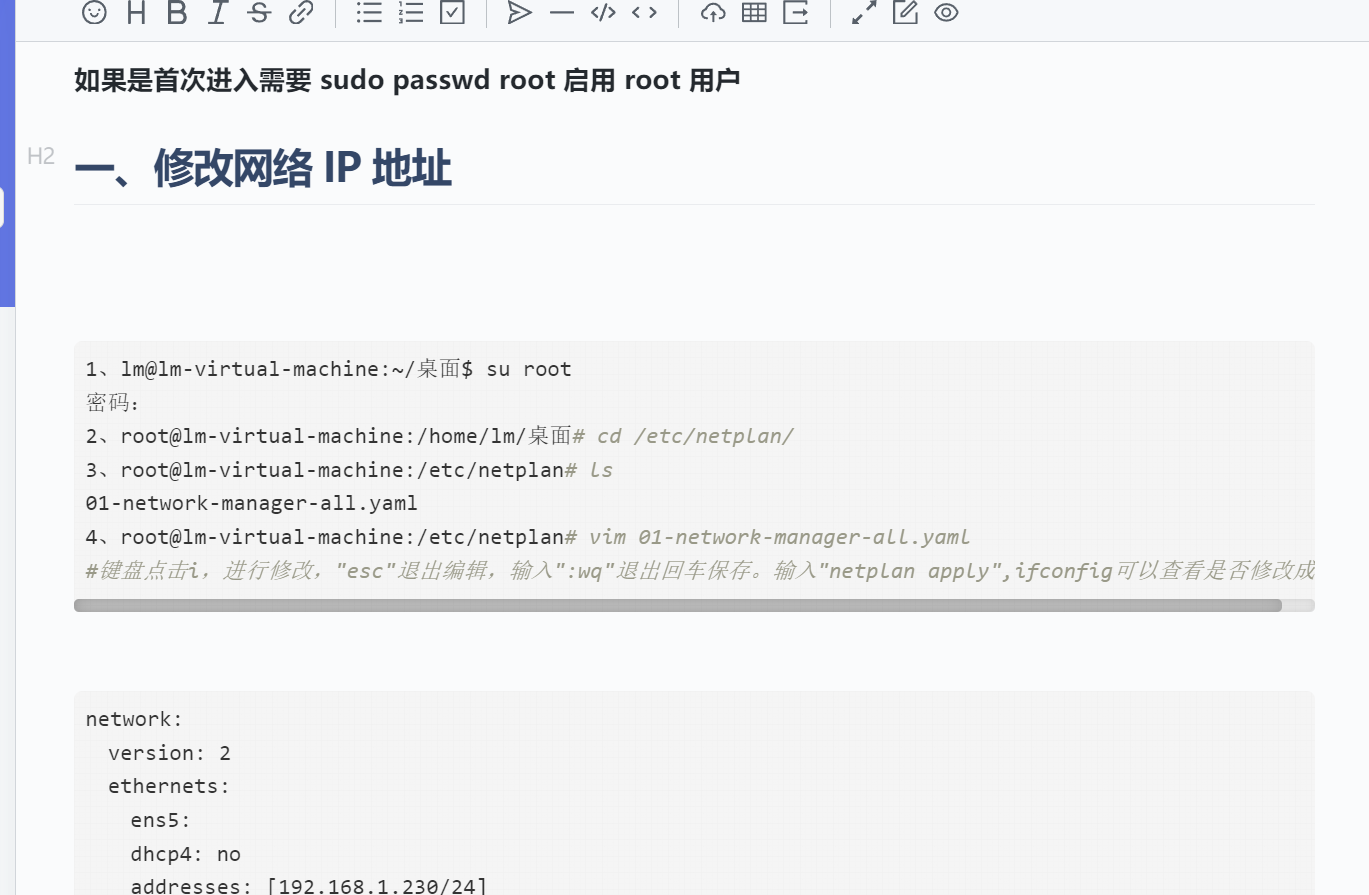 如果是首次进入需要 sudo passwd root 启用 root 用户
H2
一、修改网络 IP 地址
1、lm@lm-virtual-machine:~/桌面$ su root
密码：
2、root@lm-virtual-machine:/home/lm/桌面# cd /etc/netplan/
3、root@lm-virtual-machine:/etc/netplan# ls
01-network-manager-all.yaml
4、root@lm-virtual-machine:/etc/netplan# vim 01-network-manager-all.yaml
#键盘点击i，进行修改，"esc"退出编辑，输入":wq"退出回车保存。输入"netplan apply",ifconfig可以查看是否修改成
network:
  version: 2
  ethernets:
    ens5:
    dhcp4: no
    addresses: [192.168.1.230/24]